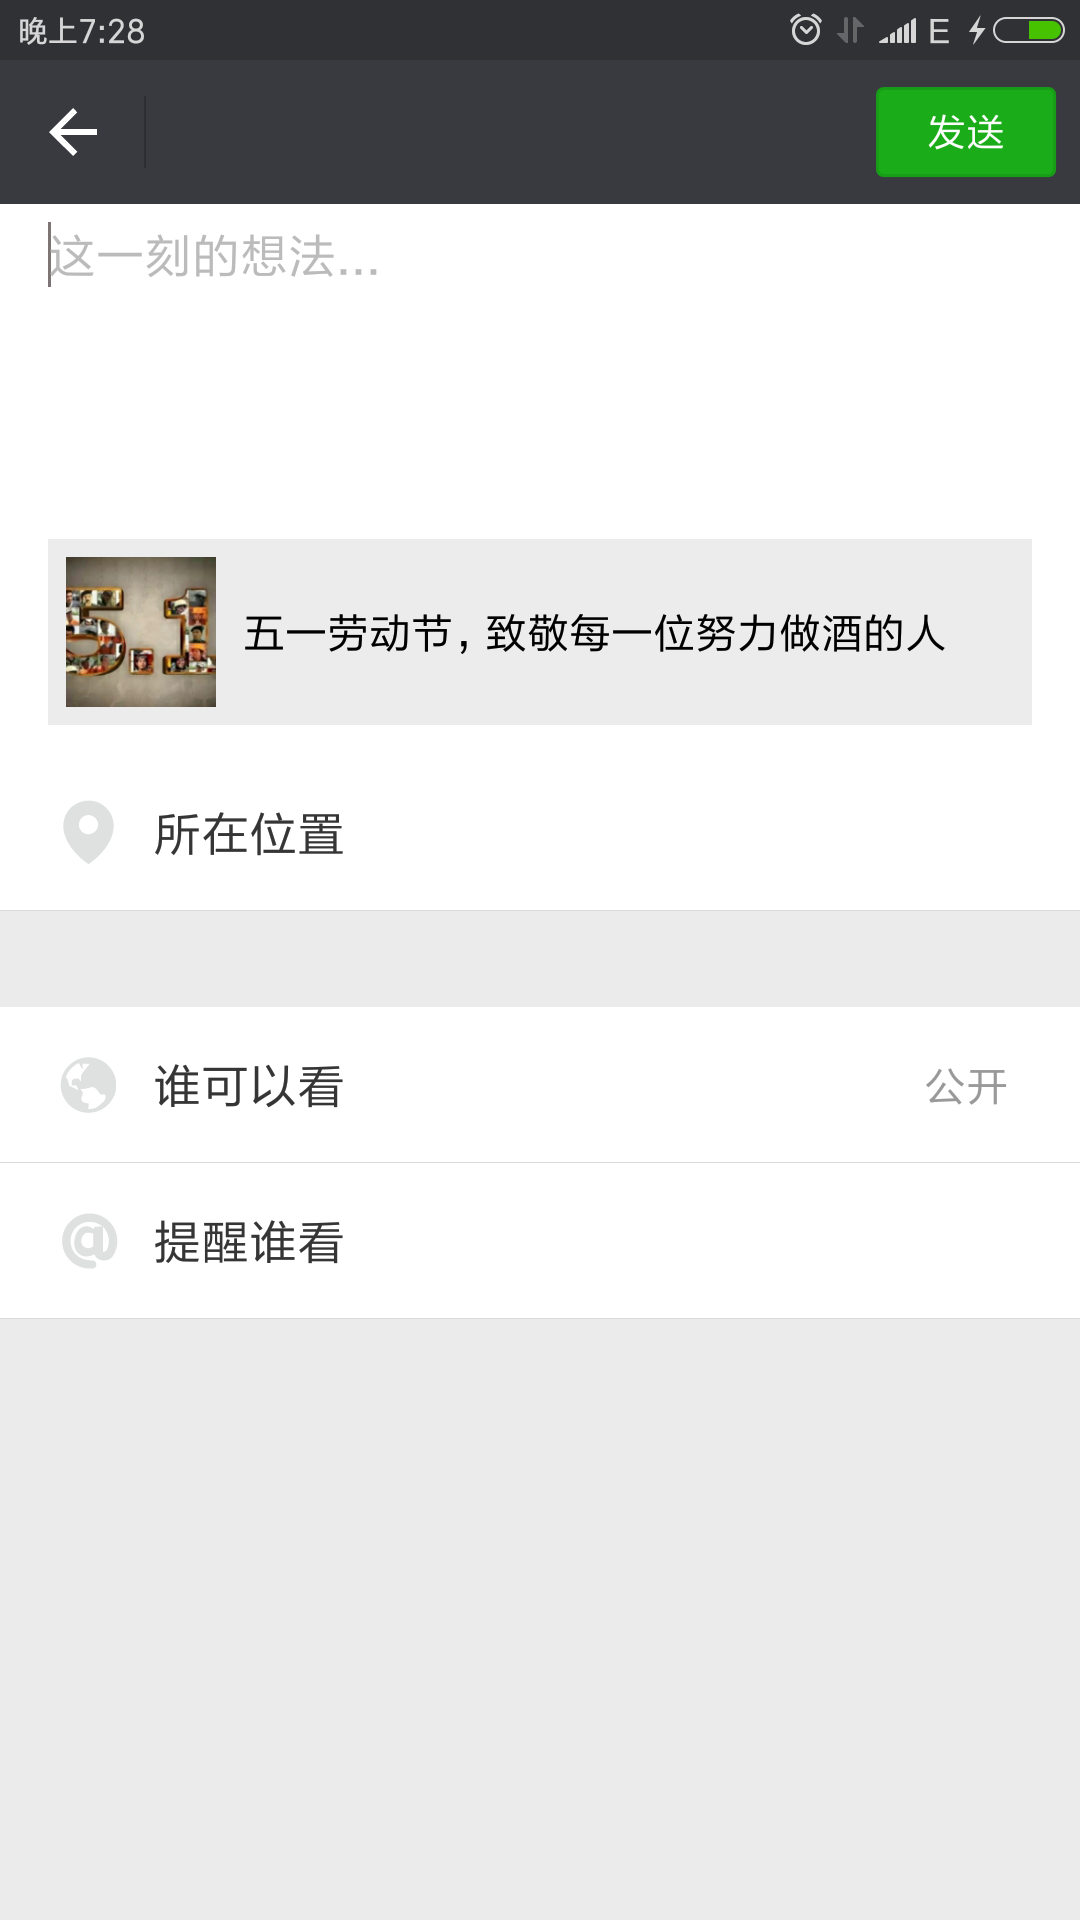 晚上7:28
E
发送
这一刻的想法...
5.1
五一劳动节，致敬每一位努力做酒的人
所在位置
谁可以看
公开
提醒谁看